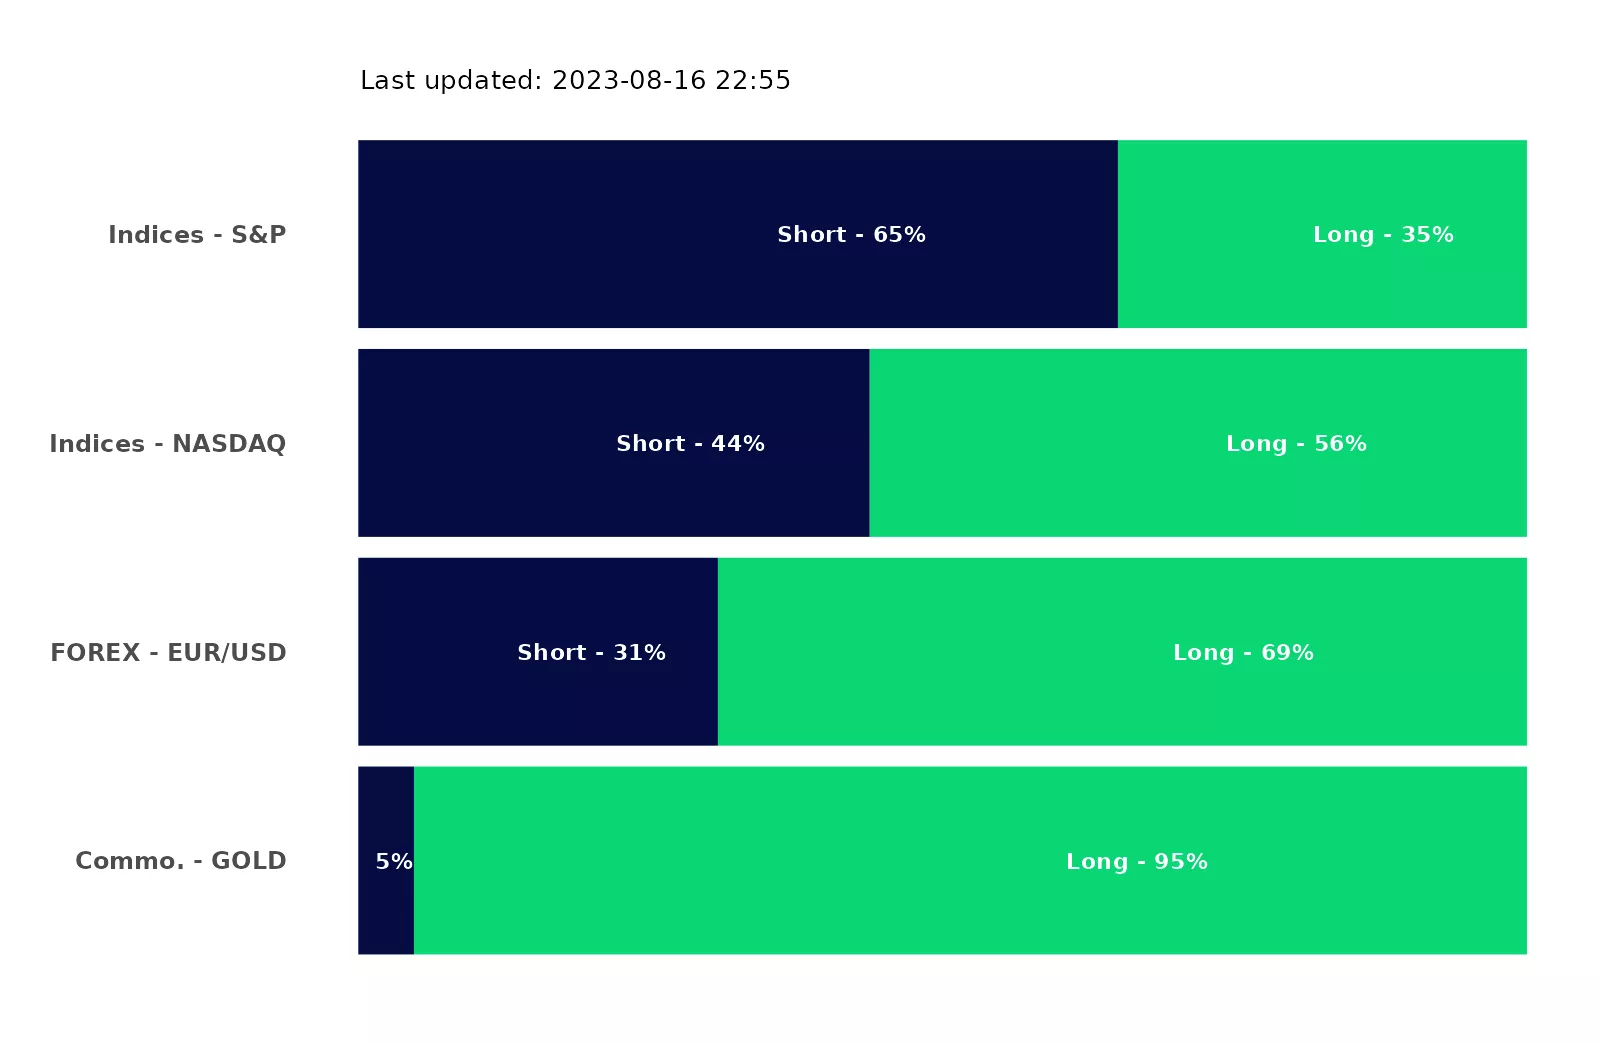 Last updated: 2023-08-16 22:55
Indices - S&P Short - 65% Long - 35%
Indices - NASDAQ Short - 44% Long - 56%
FOREX - EUR/USD Short - 31% Long - 69%
Commo. - GOLD 5% Long - 95%